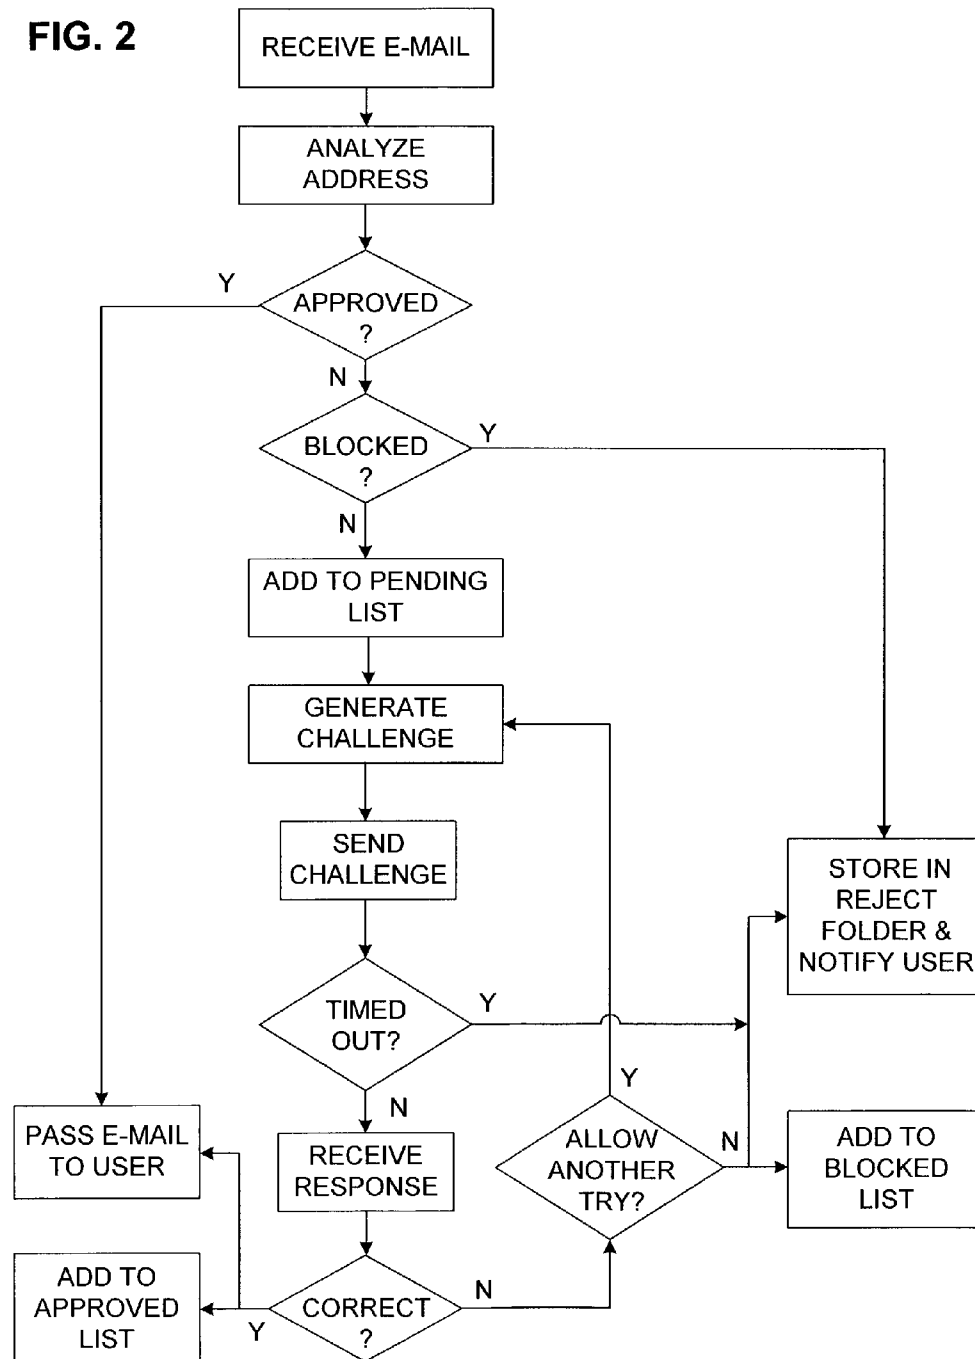 FIG. 2
RECEIVE E-MAIL
ANALYZE
ADDRESS
Y
APPROVED
?
N
BLOCKED
?
Y
N
ADD TO PENDING
LIST
GENERATE
CHALLENGE
SEND
CHALLENGE
STORE IN
REJECT
FOLDER &
NOTIFY USER
TIMED
OUT?
Y
N
Y
PASS E-MAIL
TO USER
RECEIVE
RESPONSE
ALLOW
ANOTHER
TRY?
N
ADD TO
BLOCKED
LIST
ADD TO
APPROVED
LIST
Y
CORRECT
?
N